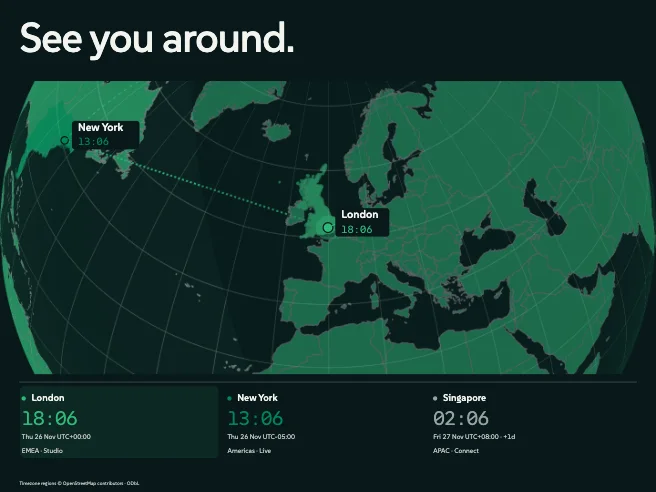 See you around.
New York
13:06
London
18:06
London
18:06
Thu 26 Nov UTC+00:00
EMEA · Studio
New York
13:06
Thu 26 Nov UTC-05:00
Americas · Live
Singapore
02:06
Fri 27 Nov UTC+08:00 · +1d
APAC · Connect
Timezone regions © OpenStreetMap contributors · ODbL